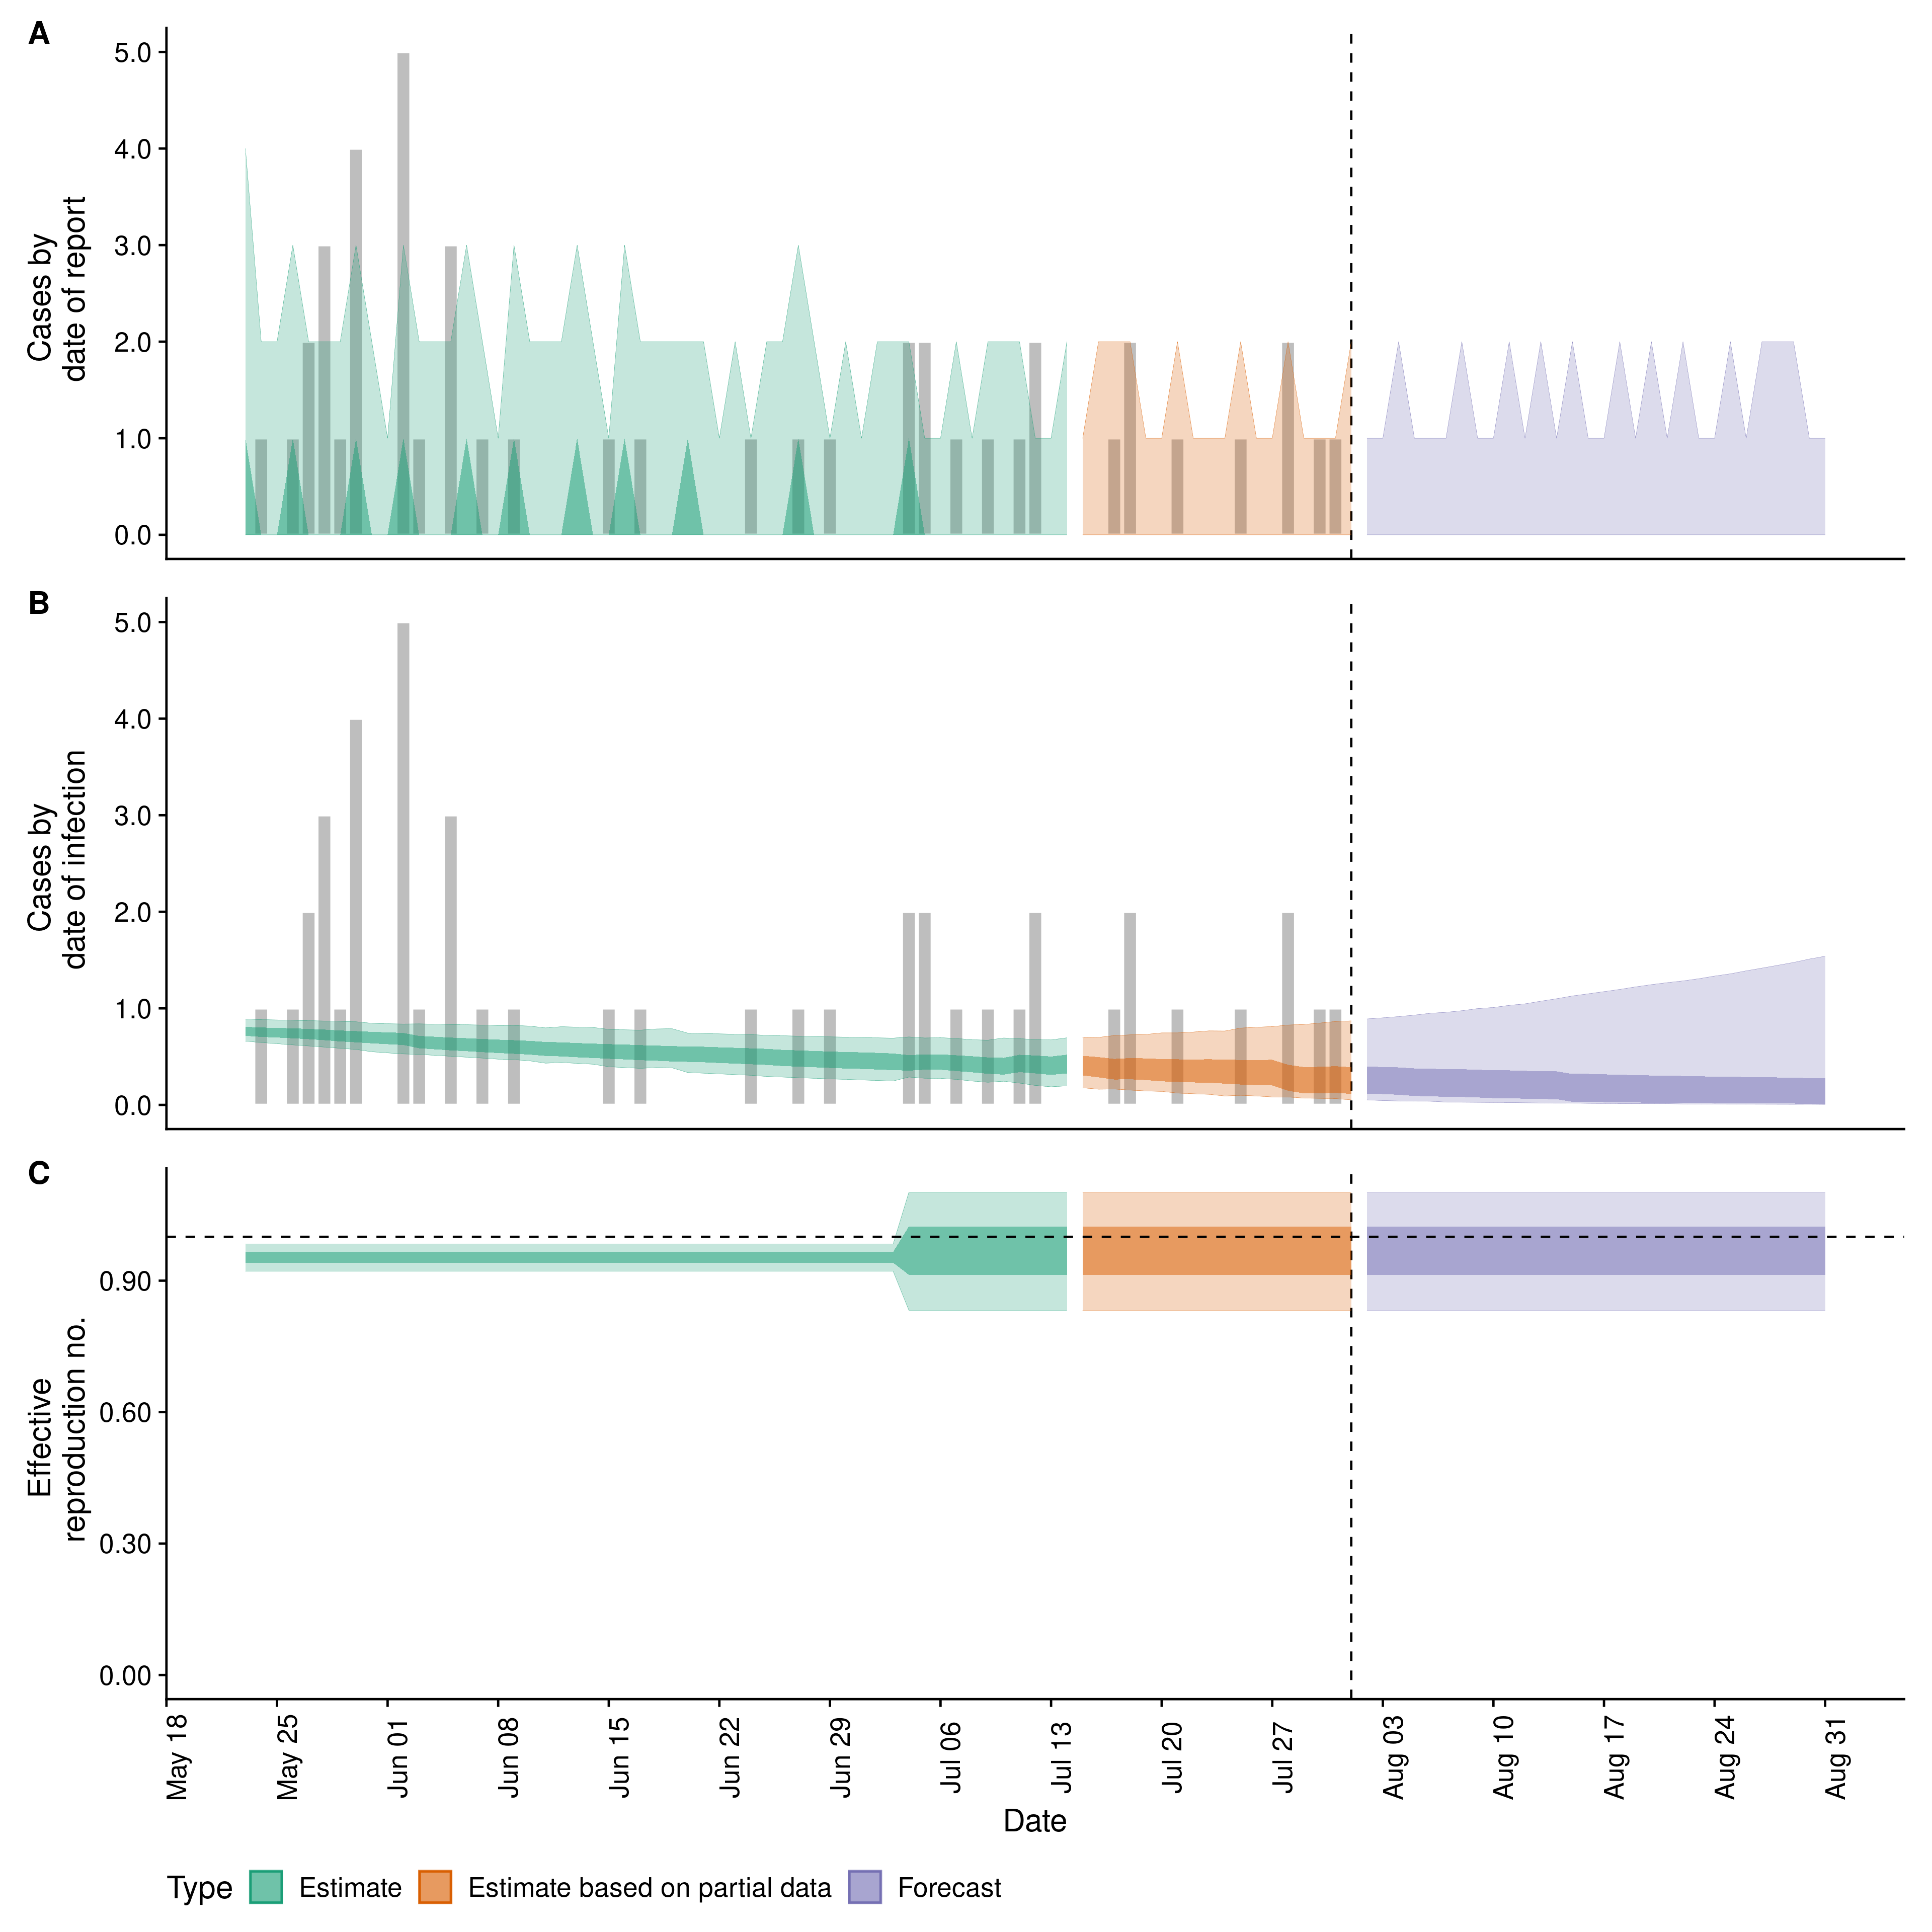 A
5.0
4.0
3.0
2.0
1.0
0.0
Cases by
date of report
B
5.0
4.0
3.0
2.0
1.0
0.0
Cases by
date of infection
C
0.90
0.60
0.30
0.00
Effective
reproduction no.
May 18
May 25
Jun 01
Jun 08
Jun 15
Jun 22
Jun 29
Jul 06
Jul 13
Jul 20
Jul 27
Aug 03
Aug 10
Aug 17
Aug 24
Aug 31
Date
Type Estimate Estimate based on partial data Forecast